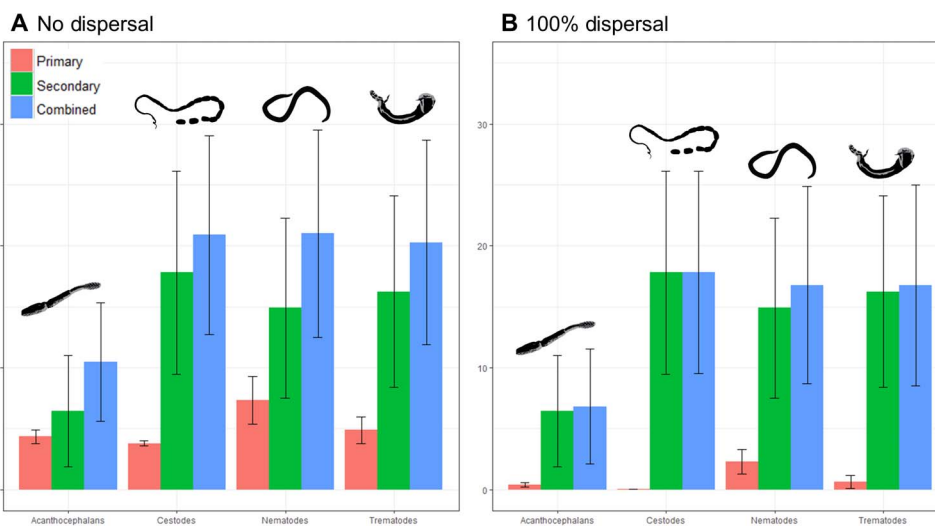 A No dispersal
Primary
Secondary
Combined
Acanthocephalans
Cestodes
Nematodes
Trematodes
B 100% dispersal
30
20
10
0
Acanthocephalans
Cestodes
Nematodes
Trematodes